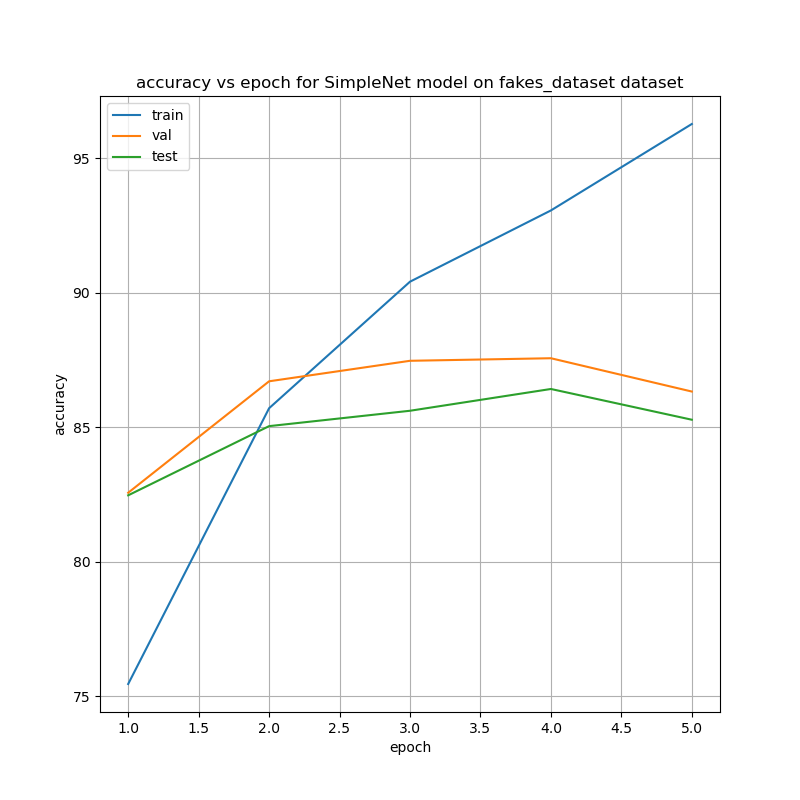 accuracy vs epoch for SimpleNet model on fakes_dataset dataset
train
val
test
95
90
85
80
75
accuracy
1.0 1.5 2.0 2.5 3.0 3.5 4.0 4.5 5.0
epoch